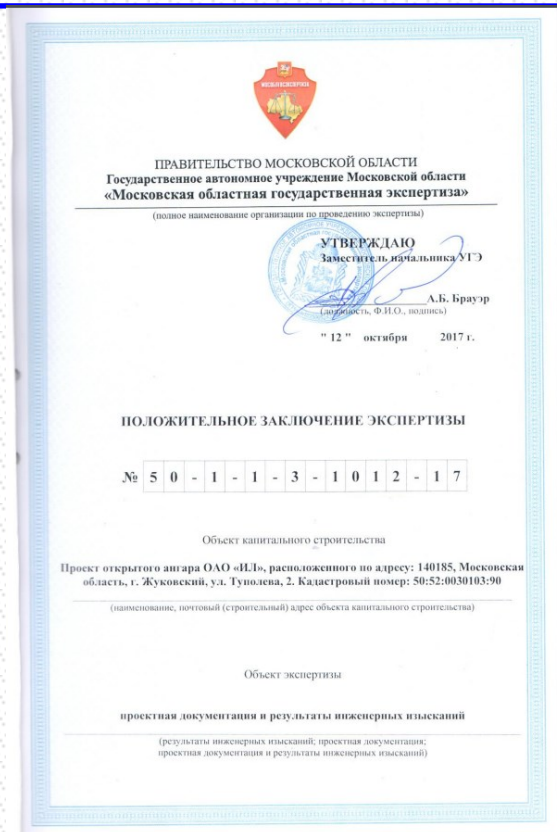 МОСОБЛГОСЭКСПЕРТИЗА
ПРАВИТЕЛЬСТВО МОСКОВСКОЙ ОБЛАСТИ
Государственное автономное учреждение Московской области
«Московская областная государственная экспертиза»
(полное наименование организации по проведению экспертизы)
УТВЕРЖДАЮ
Заместитель начальника УГЭ
А.Б. Брауэр
(должность, Ф.И.О., подпись)
" 12 " октября 2017 г.
ПОЛОЖИТЕЛЬНОЕ ЗАКЛЮЧЕНИЕ ЭКСПЕРТИЗЫ
№ 5 0 - 1 - 1 - 3 - 1 0 1 2 - 1 7
Объект капитального строительства
Проект открытого ангара ОАО «ИЛ», расположенного по адресу: 140185, Московская
область, г. Жуковский, ул. Туполева, 2. Кадастровый номер: 50:52:0030103:90
(наименование, почтовый (строительный) адрес объекта капитального строительства)
Объект экспертизы
проектная документация и результаты инженерных изысканий
(результаты инженерных изысканий; проектная документация;
проектная документация и результаты инженерных изысканий)